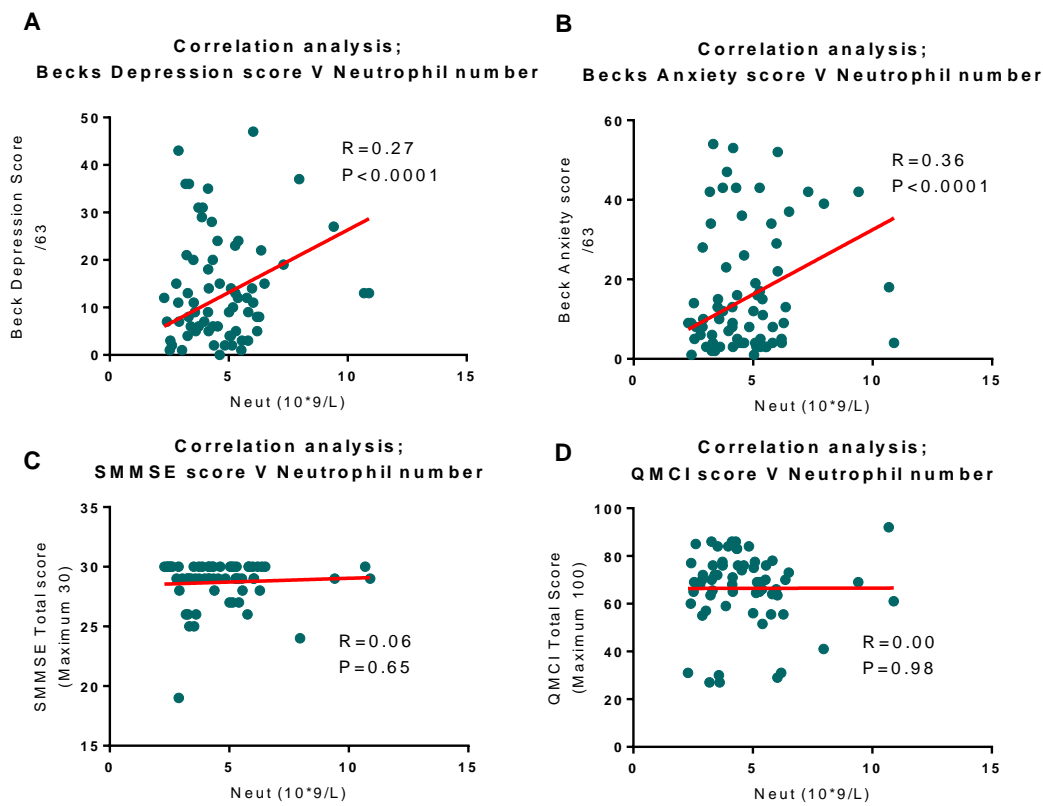 A
Correlation analysis;
Becks Depression score V Neutrophil number
Beck Depression Score
/63
50
40
30
20
10
0
R=0.27
P<0.0001
0
5
10
15
Neut (10*9/L)
B
Correlation analysis;
Becks Anxiety score V Neutrophil number
Beck Anxiety score
/63
60
40
20
0
R=0.36
P<0.0001
0
5
10
15
Neut (10*9/L)
C
Correlation analysis;
SMMSE score V Neutrophil number
SMMSE Total score
(Maximum 30)
35
30
25
20
15
R=0.06
P=0.65
0
5
10
15
Neut (10*9/L)
D
Correlation analysis;
QMCI score V Neutrophil number
QMCI Total Score
(Maximum 100)
100
80
60
40
20
0
R=0.00
P=0.98
0
5
10
15
Neut (10*9/L)